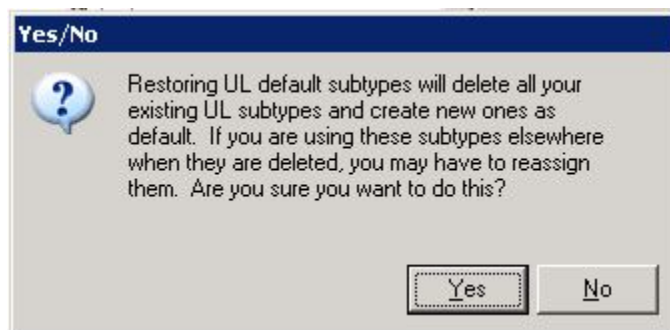 Yes/No
Restoring UL default subtypes will delete all your
existing UL subtypes and create new ones as
default.  If you are using these subtypes elsewhere
when they are deleted, you may have to reassign
them.  Are you sure you want to do this?
Yes
No